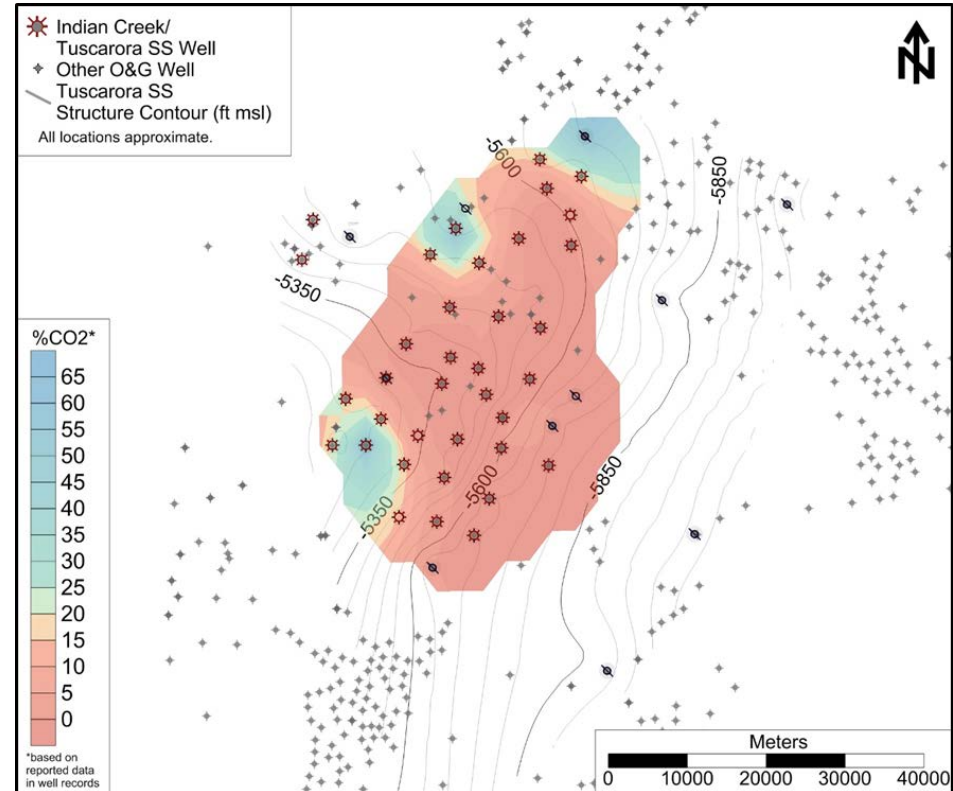 Indian Creek/
Tuscarora SS Well
Other O&G Well
Tuscarora SS
Structure Contour (ft msl)
All locations approximate.
N
-5600
-5850
-5350
%CO2*
65
60
55
50
45
40
35
30
25
20
15
10
5
0
*based on
reported data
in well records
-5600
-5850
-5350
Meters
0 10000 20000 30000 40000